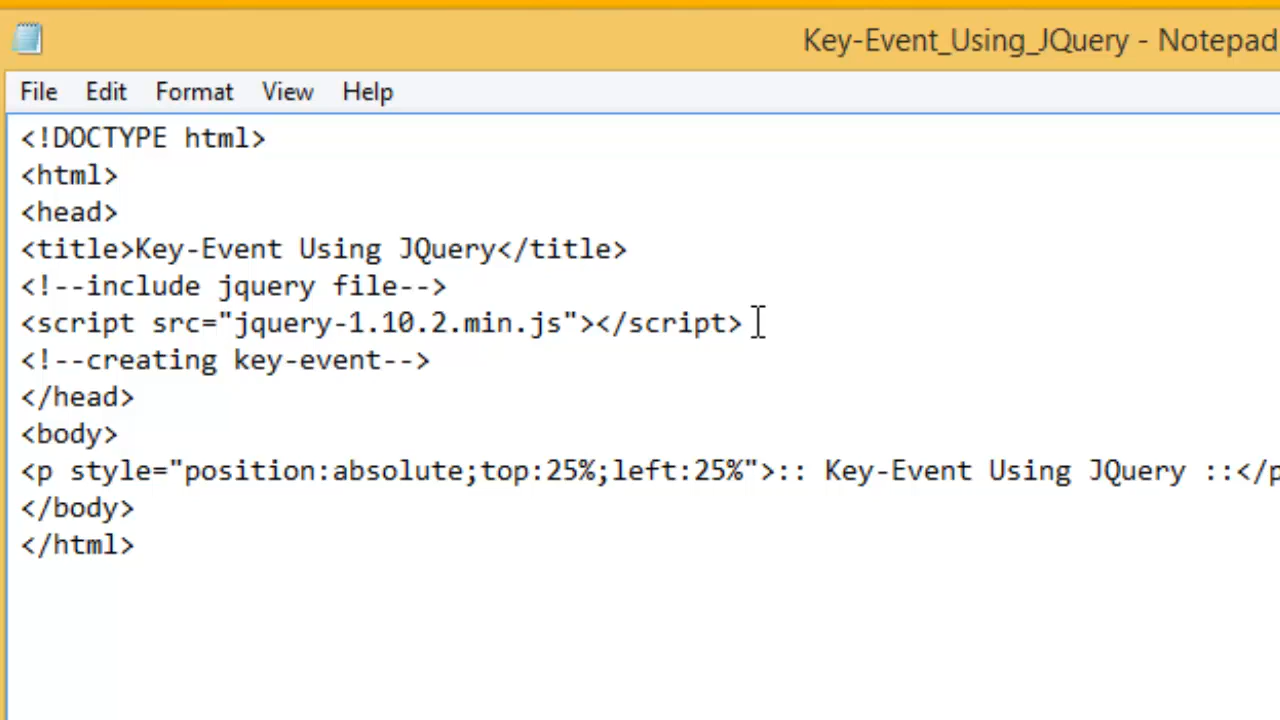 Key-Event_Using_JQuery - Notepad
File Edit Format View Help
<!DOCTYPE html>
<html>
<head>
<title>Key-Event Using JQuery</title>
<!--include jquery file-->
<script src="jquery-1.10.2.min.js"></script>
<!--creating key-event-->
</head>
<body>
<p style="position:absolute;top:25%;left:25%">:: Key-Event Using JQuery ::</p
</body>
</html>